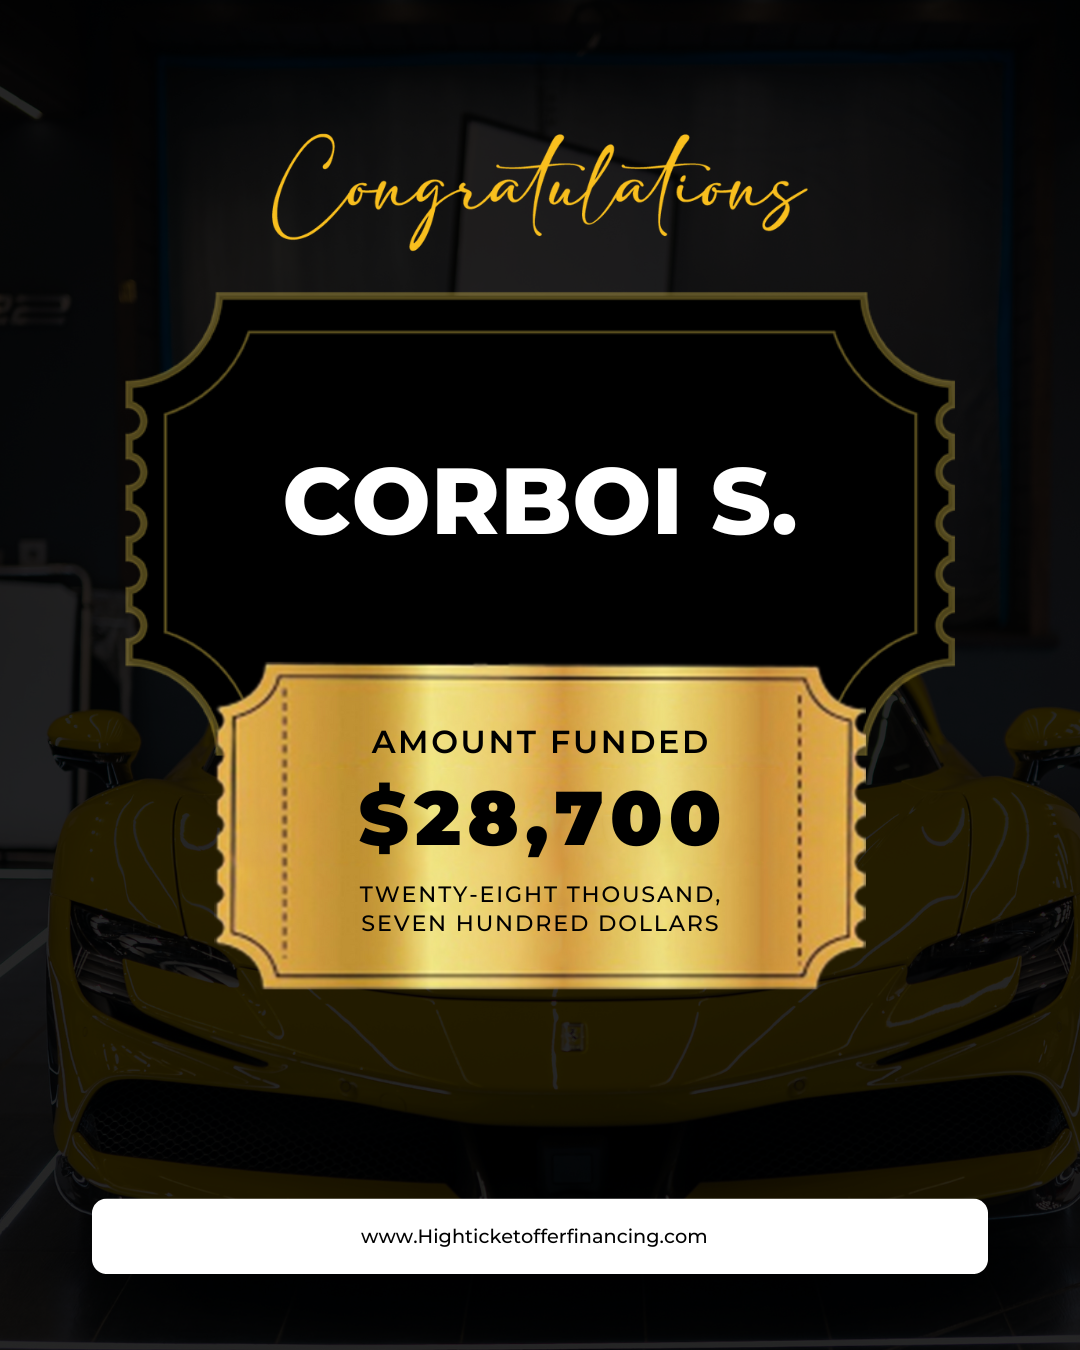 Congratulations
CORBOI S.
AMOUNT FUNDED
$28,700
TWENTY-EIGHT THOUSAND,
SEVEN HUNDRED DOLLARS
www.Highticketofferfinancing.com